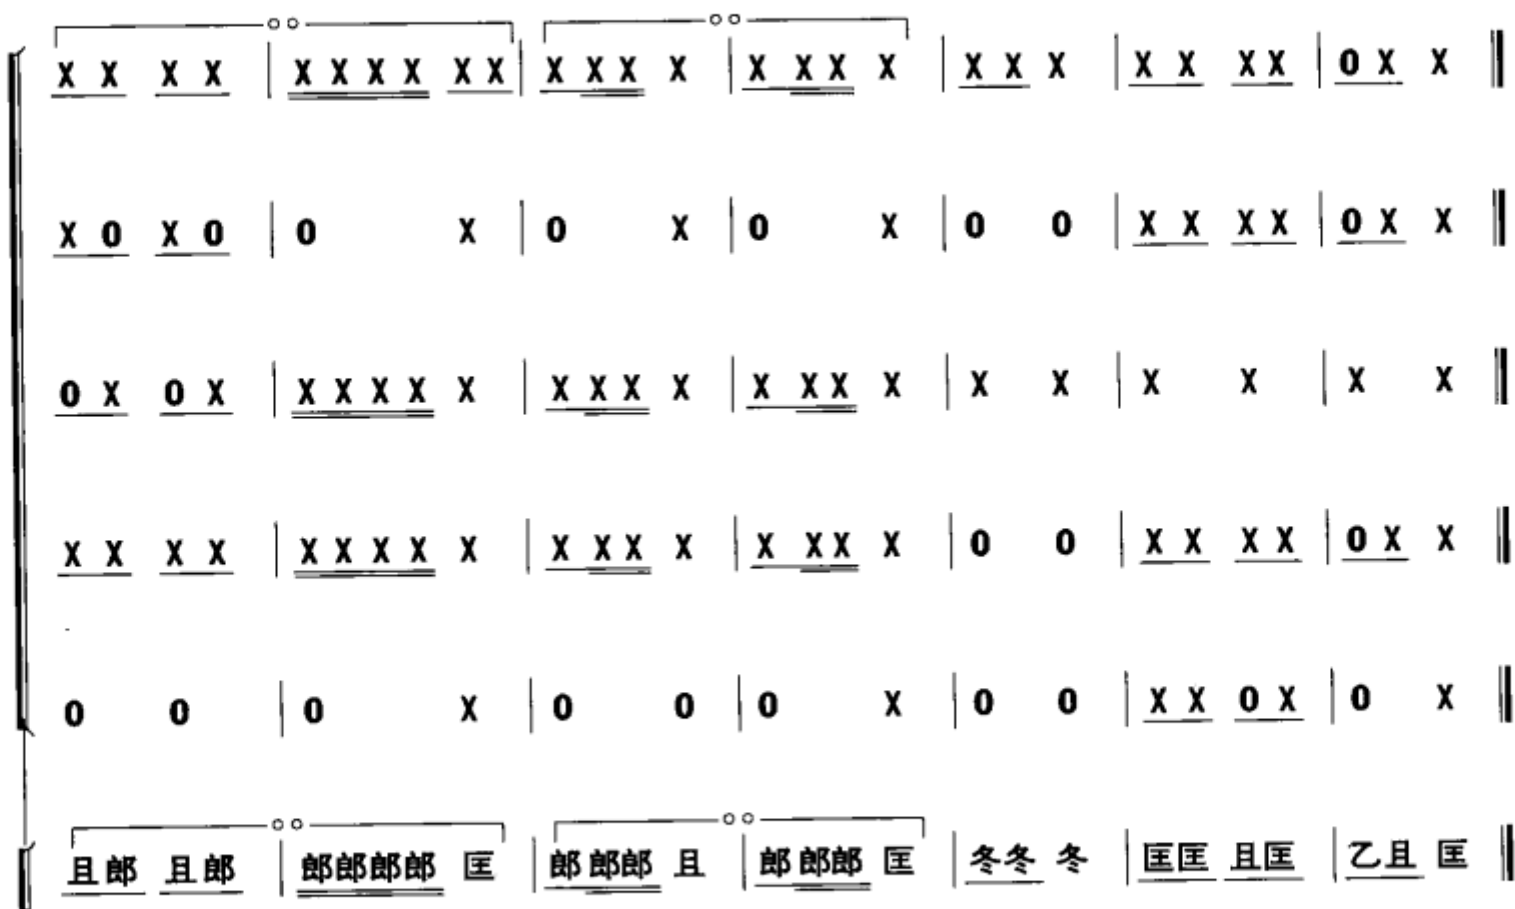 X X X X | X X X X X X | X X X X | X X X X | X X X | X X X X | 0 X X
X 0 X 0 | 0 X | 0 X | 0 X | 0 0 | X X X X | 0 X X
0 X 0 X | X X X X X | X X X X | X X X X | X X | X X | X X
X X X X | X X X X X | X X X X | X X X X | 0 0 | X X X X | 0 X X
0 0 | 0 X | 0 0 | 0 X | 0 0 | X X 0 X | 0 X
且郎 且郎 | 郎郎郎郎 匡 | 郎郎郎 且 | 郎郎郎 匡 | 冬冬 冬 | 匡匡 且匡 | 乙且 匡